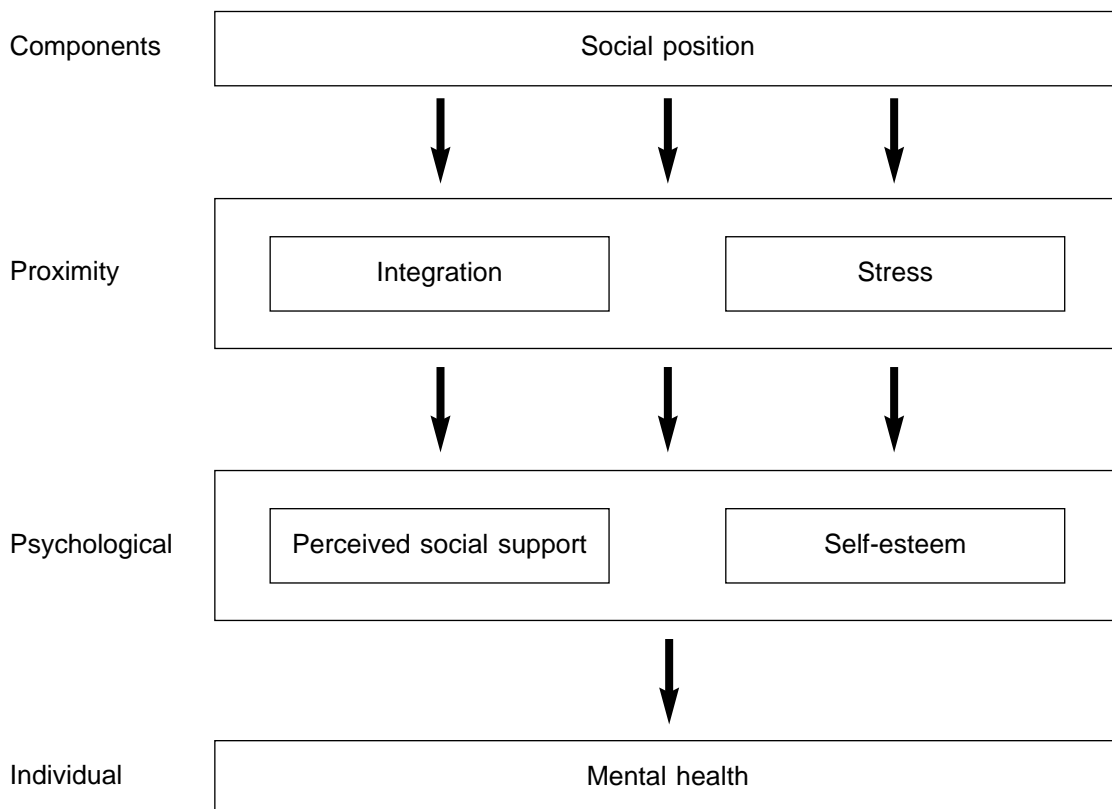 Components
Social position
Proximity
Integration
Stress
Psychological
Perceived social support
Self-esteem
Individual
Mental health